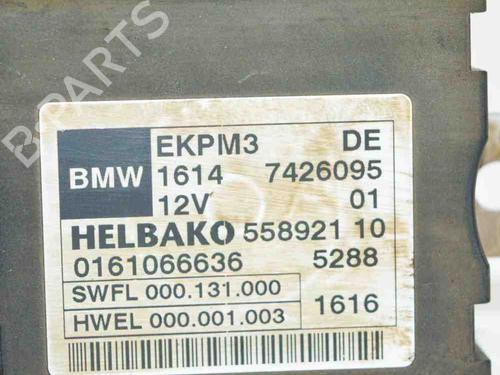 B-PARTS
EKPM3 DE
BMW 1614 7426095
12V 01
HELBAKO 558921 10
0161066636 5288
SWFL 000.131.000
HWEL 000.001.003 1616